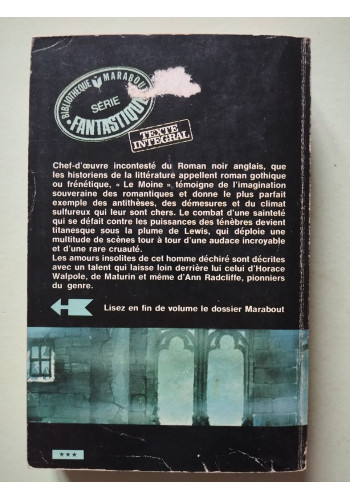 BIBLIOTHEQUE MARABOUT
SÉRIE
FANTASTIQUE
TEXTE
INTEGRAL
Chef-d'œuvre incontesté du Roman noir anglais, que
les historiens de la littérature appellent roman gothique
ou frénétique, « Le Moine » témoigne de l'imagination
souveraine des romantiques et donne le plus parfait
exemple des antithèses, des démesures et du climat
sulfureux qui leur sont chers. Le combat d'une sainteté
qui se défait contre les puissances des ténèbres devient
titanesque sous la plume de Lewis, qui déploie une
multitude de scènes tour à tour d'une audace incroyable
et d'une rare cruauté.
Les amours insolites de cet homme déchiré sont décrites
avec un talent qui laisse loin derrière lui celui d'Horace
Walpole, de Maturin et même d'Ann Radcliffe, pionniers
du genre.
Lisez en fin de volume le dossier Marabout
★★★